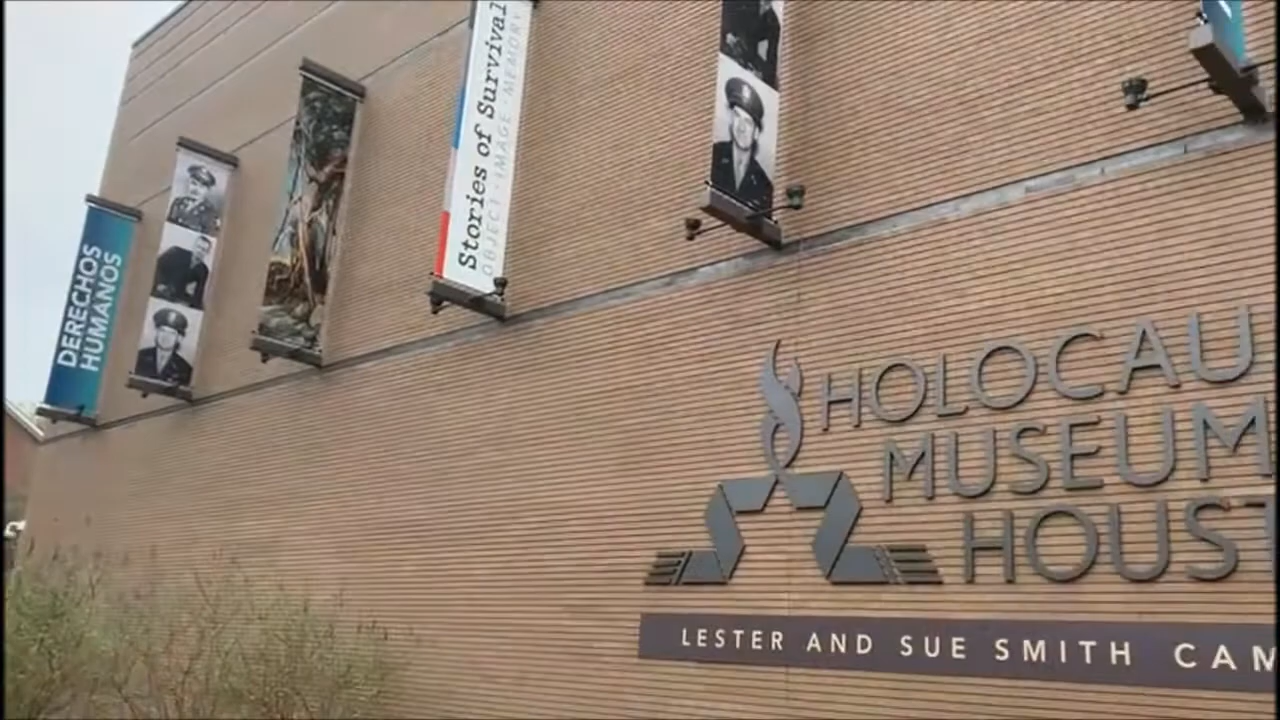 DERECHOS
HUMANOS
Stories of Survival
OBJECT · IMAGE · MEMORY
HOLOCAU
MUSEUM
HOUST
LESTER AND SUE SMITH CAM